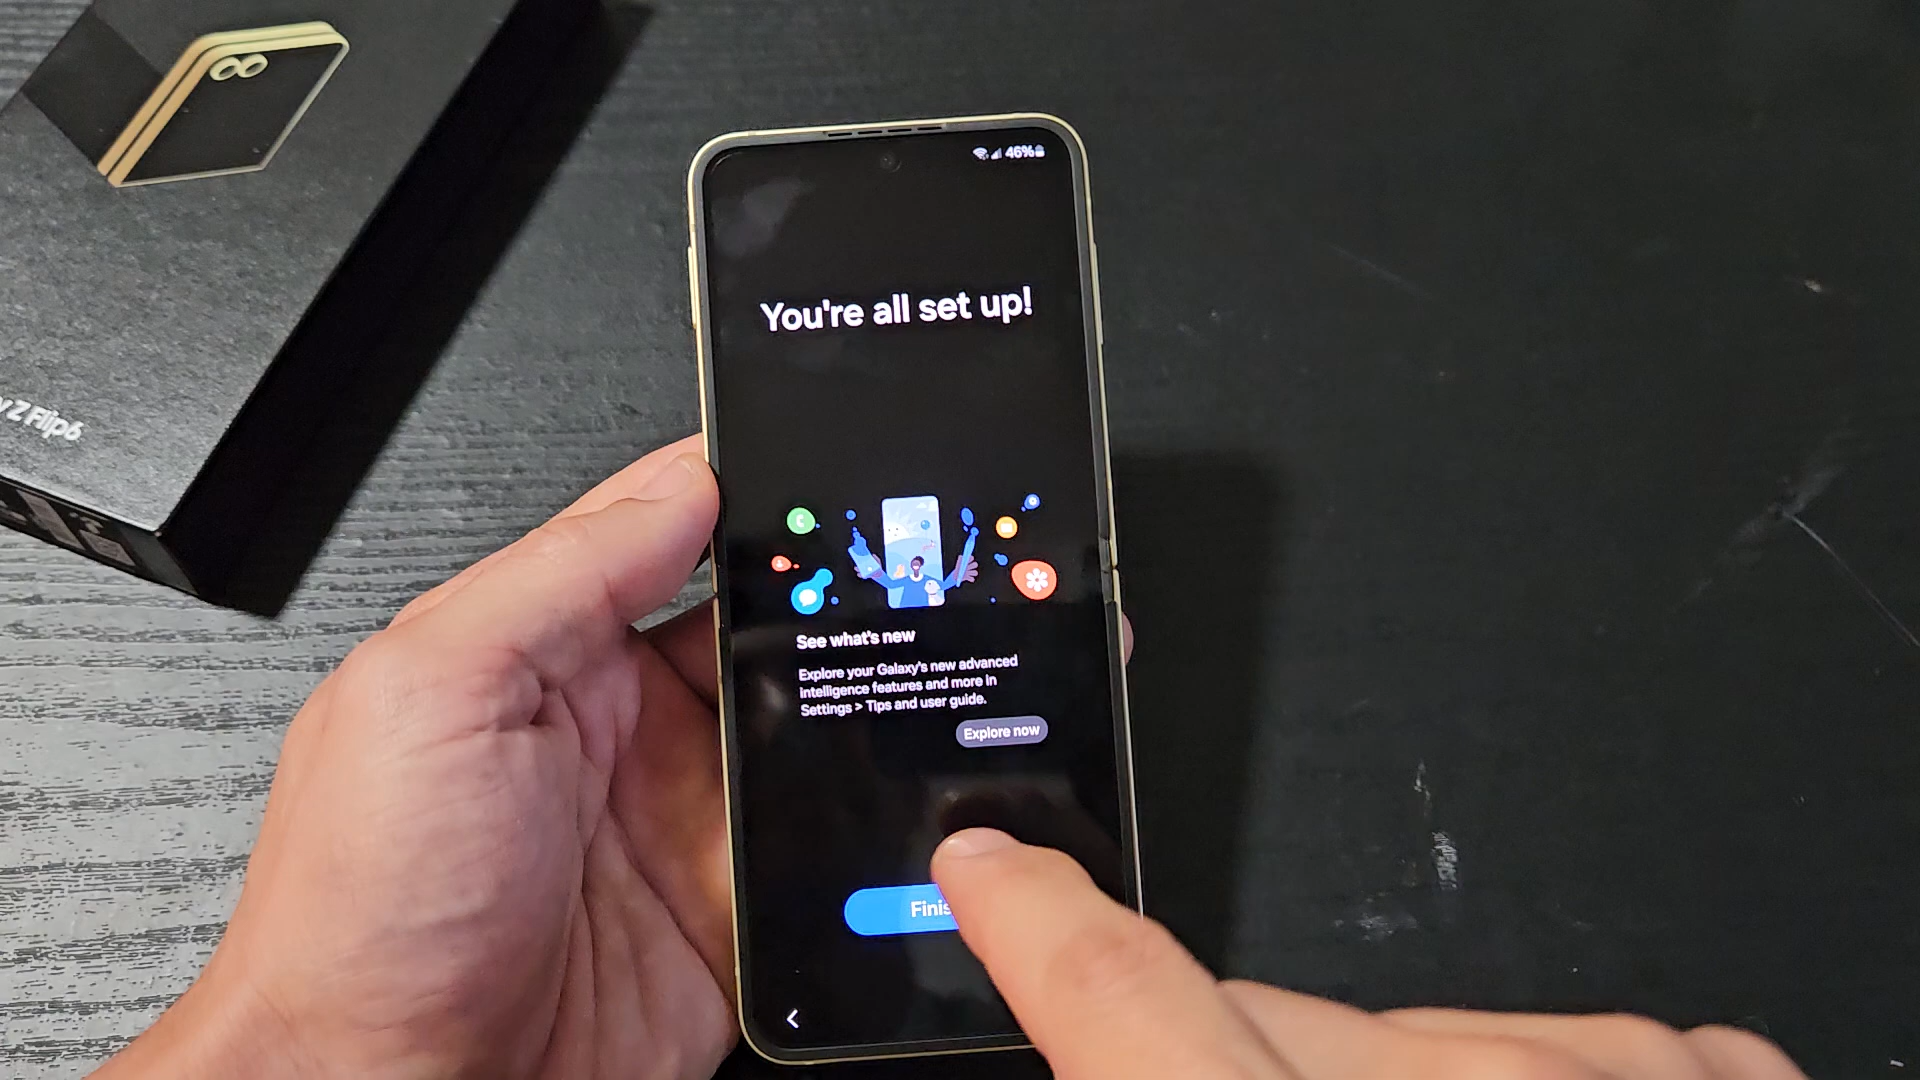 46%
You're all set up!
See what's new
Explore your Galaxy's new advanced
intelligence features and more in
Settings > Tips and user guide.
Explore now
Finis
y Z Flip6